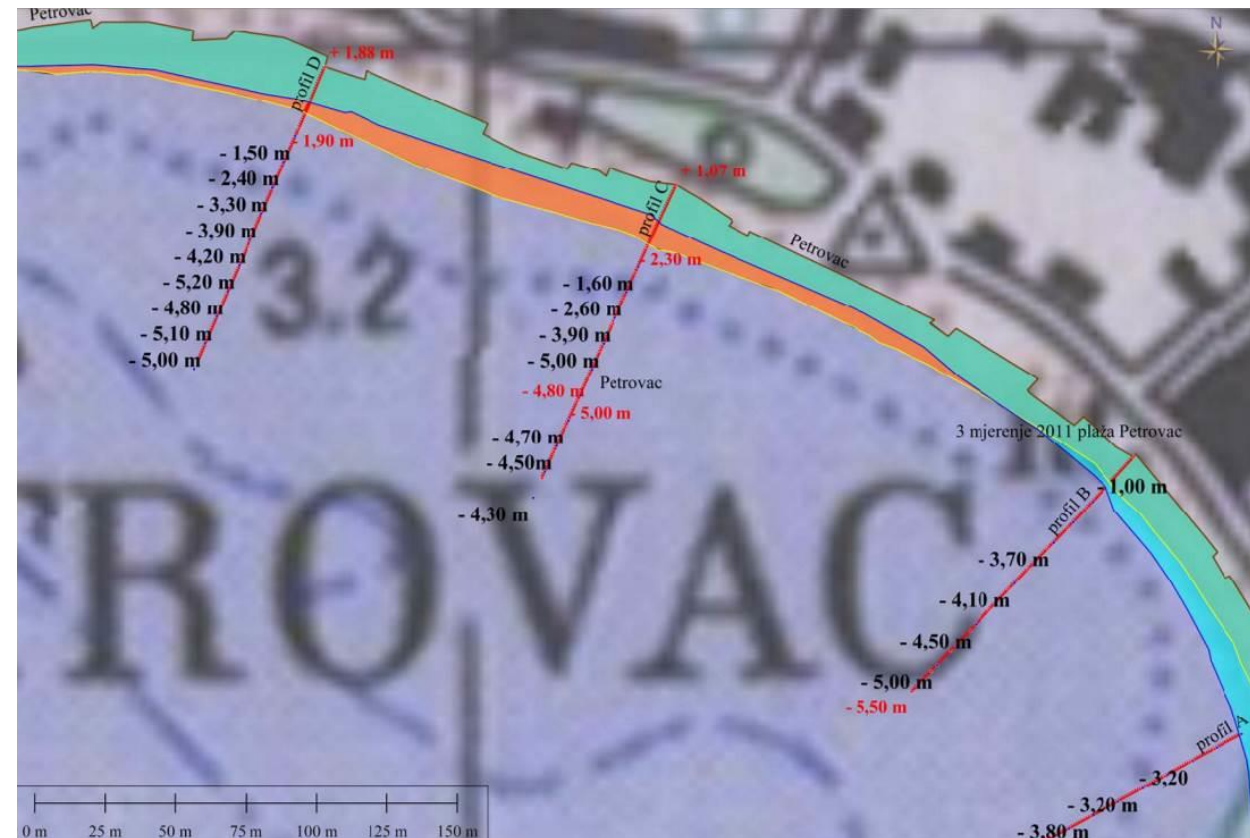 Petrovac
N
+ 1,88 m
profil D
- 1,90 m
- 1,50 m
- 2,40 m
- 3,30 m
- 3,90 m
- 4,20 m
- 5,20 m
- 4,80 m
- 5,10 m
- 5,00 m
3.2
+ 1,07 m
profil C
- 2,30 m
- 1,60 m
- 2,60 m
- 3,90 m
- 5,00 m
- 4,80 m
Petrovac
- 5,00 m
- 4,70 m
- 4,50m
- 4,30 m
Petrovac
3 mjerenje 2011 plaža Petrovac
- 1,00 m
profil B
- 3,70 m
- 4,10 m
- 4,50 m
- 5,00 m
- 5,50 m
TROVAC
profil A
- 3,20
- 3,20 m
- 3,80 m
0 m 25 m 50 m 75 m 100 m 125 m 150 m